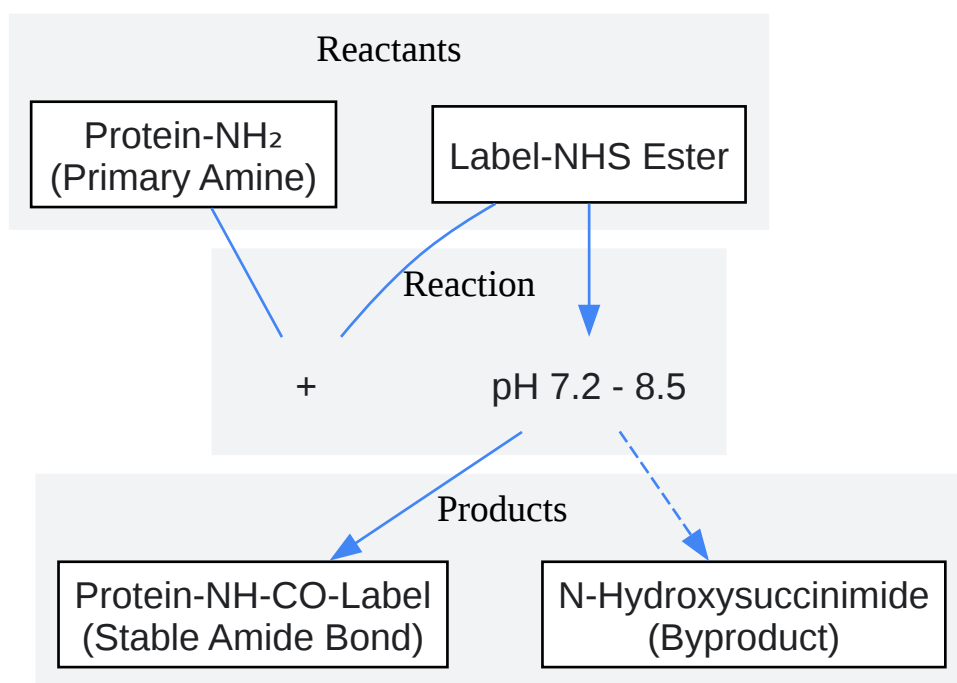 Reactants
Protein-NH₂
(Primary Amine)
Label-NHS Ester
Reaction
+
pH 7.2 - 8.5
Products
Protein-NH-CO-Label
(Stable Amide Bond)
N-Hydroxysuccinimide
(Byproduct)